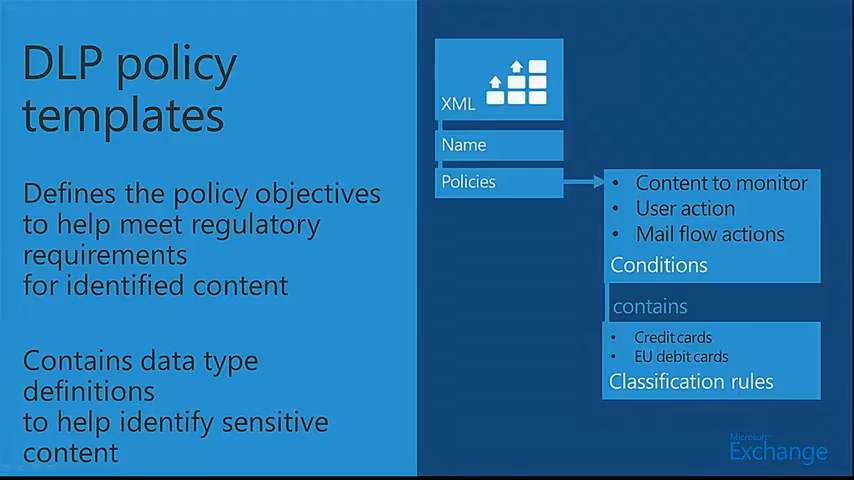 DLP policy
templates
Defines the policy objectives
to help meet regulatory
requirements
for identified content
Contains data type
definitions
to help identify sensitive
content
XML
Name
Policies
• Content to monitor
• User action
• Mail flow actions
Conditions
contains
• Credit cards
• EU debit cards
Classification rules
Microsoft
Exchange